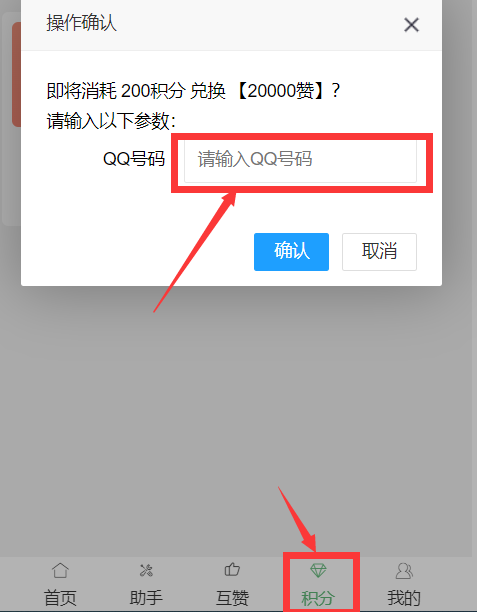 操作确认
即将消耗 200积分 兑换 【20000赞】?
请输入以下参数:
QQ号码 请输入QQ号码
确认 取消
首页 助手 互赞 积分 我的